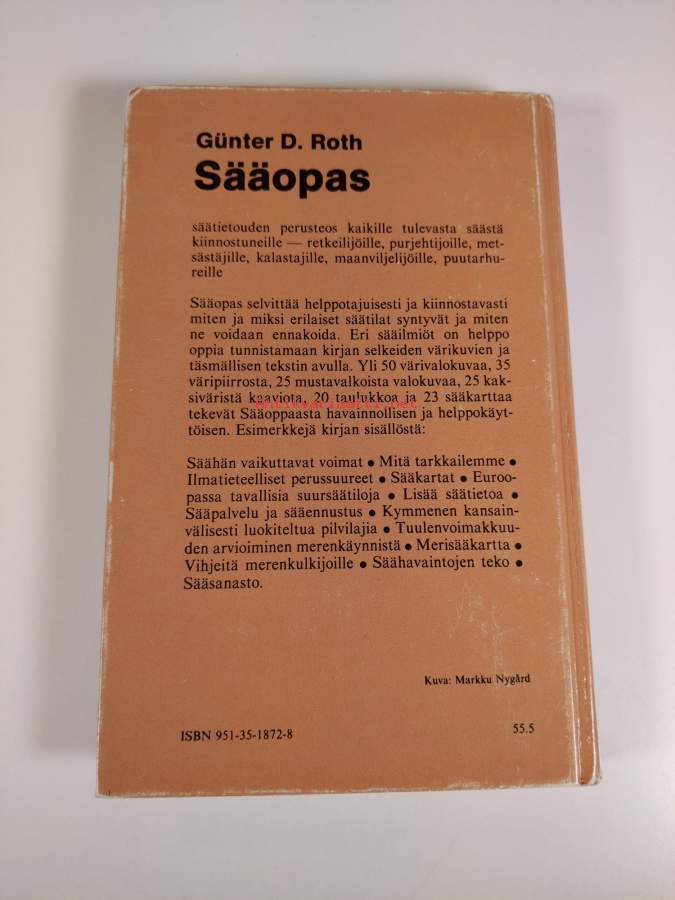 Günter D. Roth
Sääopas
säätietouden perusteos kaikille tulevasta säästä
kiinnostuneille — retkeilijöille, purjehtijoille, met-
sästäjille, kalastajille, maanviljelijöille, puutarhu-
reille
Sääopas selvittää helppotajuisesti ja kiinnostavasti
miten ja miksi erilaiset säätilat syntyvät ja miten
ne voidaan ennakoida. Eri sääilmiöt on helppo
oppia tunnistamaan kirjan selkeiden värikuvien ja
täsmällisen tekstin avulla. Yli 50 värivalokuvaa, 35
väripiirrosta, 25 mustavalkoista valokuvaa, 25 kak-
siväristä kaaviota, 20 taulukkoa ja 23 sääkarttaa
tekevät Sääoppaasta havainnollisen ja helppokäyt-
töisen. Esimerkkejä kirjan sisällöstä:
Säähän vaikuttavat voimat ● Mitä tarkkailemme ●
Ilmatieteelliset perussuureet ● Sääkartat ● Euroo-
passa tavallisia suursäätiloja ● Lisää säätietoa ●
Sääpalvelu ja sääennustus ● Kymmenen kansain-
välisesti luokiteltua pilvilajia ● Tuulenvoimakkuu-
den arvioiminen merenkäynnistä ● Merisääkartta ●
Vihjeitä merenkulkijoille ● Säähavaintojen teko ●
Sääsanasto.
Kuva: Markku Nygård
ISBN 951-35-1872-8 55.5